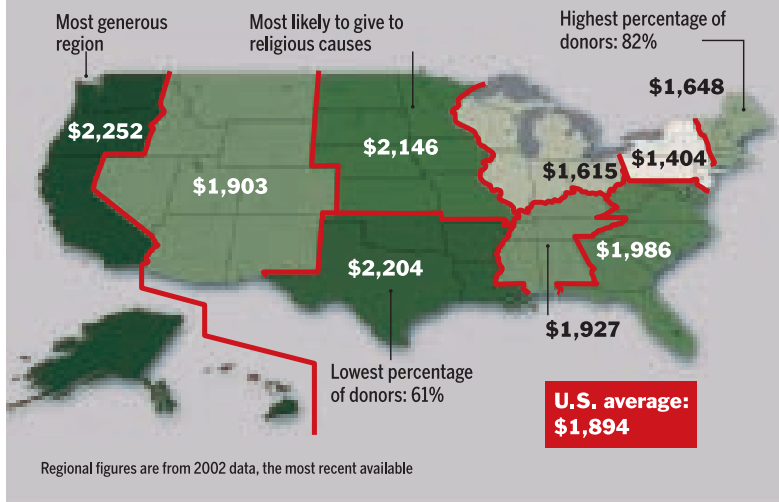 Most generous
region
Most likely to give to
religious causes
Highest percentage of
donors: 82%
$1,648
$2,252
$2,146
$1,404
$1,615
$1,903
$1,986
$2,204
$1,927
Lowest percentage
of donors: 61%
U.S. average:
$1,894
Regional figures are from 2002 data, the most recent available